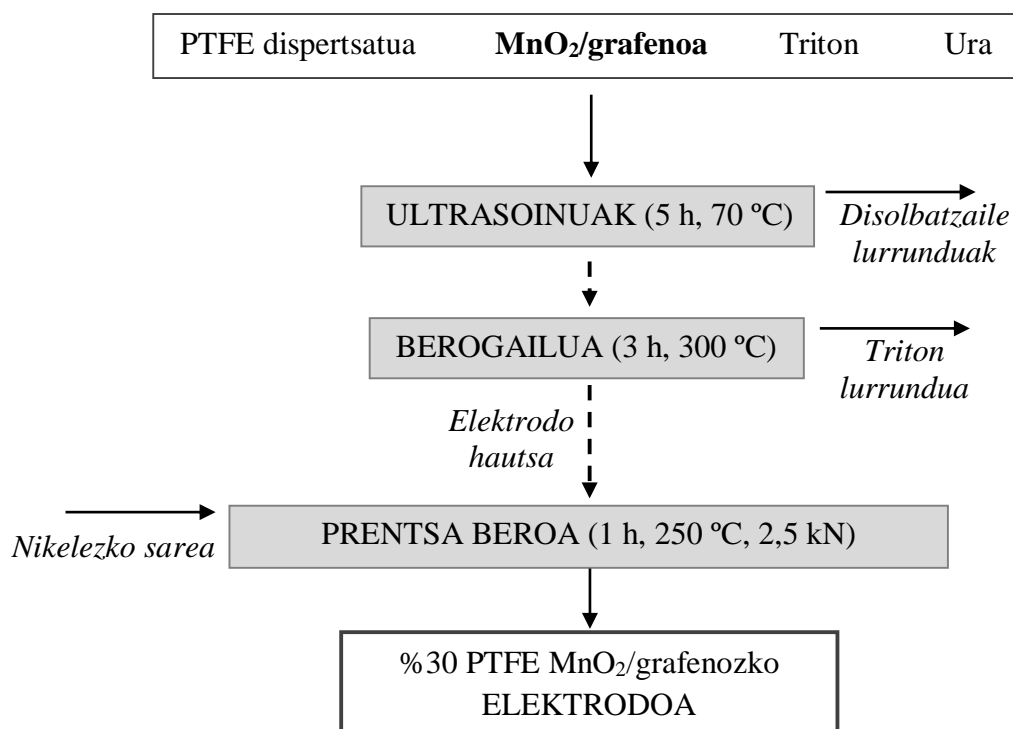 PTFE dispertsatua MnO₂/grafenoa Triton Ura
ULTRASOINUAK (5 h, 70 ºC)
Disolbatzaile
lurrunduak
BEROGAILUA (3 h, 300 ºC)
Triton
lurrundua
Elektrodo
hautsa
Nikelezko sarea
PRENTSA BEROA (1 h, 250 ºC, 2,5 kN)
%30 PTFE MnO₂/grafenozko
ELEKTRODOA